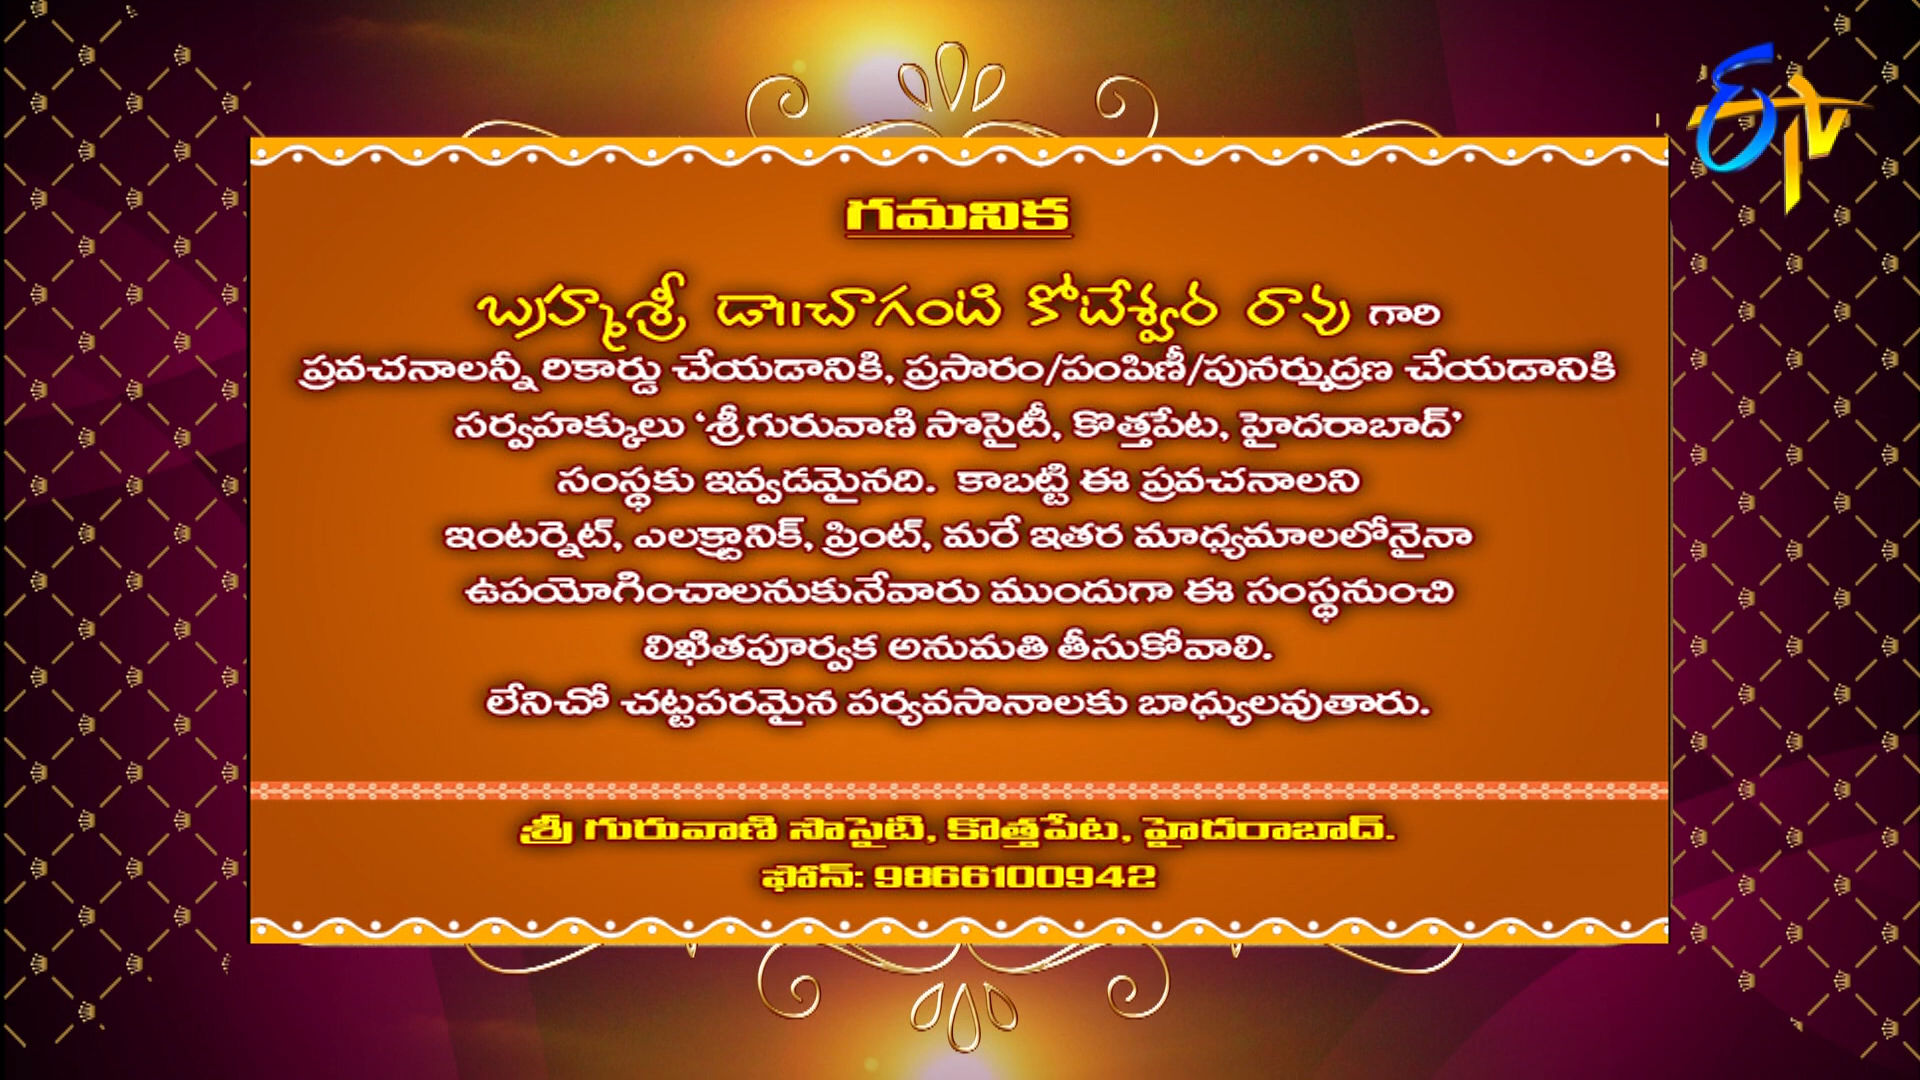 ETV
గమనిక
బ్రహ్మశ్రీ డా॥చాగంటి కోటేశ్వర రావు గారి
ప్రవచనాలన్నీ రికార్డు చేయడానికి, ప్రసారం/పంపిణీ/పునర్ముద్రణ చేయడానికి
సర్వహక్కులు ‘శ్రీగురువాణి సొసైటీ, కొత్తపేట, హైదరాబాద్’
సంస్థకు ఇవ్వడమైనది. కాబట్టి ఈ ప్రవచనాలని
ఇంటర్నెట్, ఎలక్ట్రానిక్, ప్రింట్, మరే ఇతర మాధ్యమాలలోనైనా
ఉపయోగించాలనుకునేవారు ముందుగా ఈ సంస్థనుంచి
లిఖితపూర్వక అనుమతి తీసుకోవాలి.
లేనిచో చట్టపరమైన పర్యవసానాలకు బాధ్యులవుతారు.
శ్రీ గురువాణి సొసైటి, కొత్తపేట, హైదరాబాద్.
ఫోన్: 9866100942